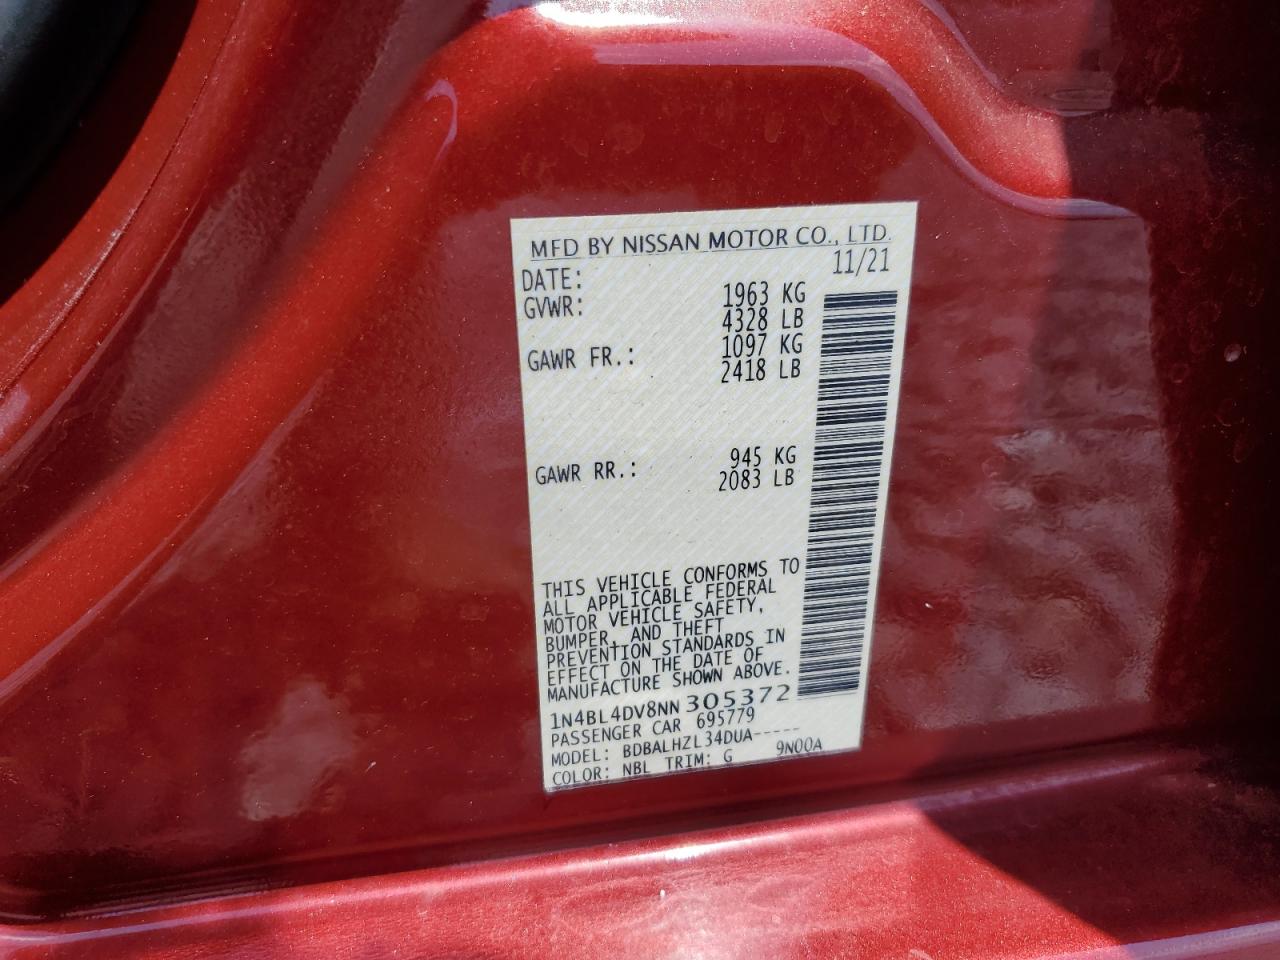 MFD BY NISSAN MOTOR CO., LTD.
DATE: 11/21
GVWR: 1963 KG
4328 LB
GAWR FR.: 1097 KG
2418 LB
GAWR RR.: 945 KG
2083 LB
THIS VEHICLE CONFORMS TO
ALL APPLICABLE FEDERAL
MOTOR VEHICLE SAFETY,
BUMPER, AND THEFT
PREVENTION STANDARDS IN
EFFECT ON THE DATE OF
MANUFACTURE SHOWN ABOVE.
1N4BL4DV8NN 305372
PASSENGER CAR 695779
MODEL: BDBALHZL34DUA-----
COLOR: NBL TRIM: G 9N00A